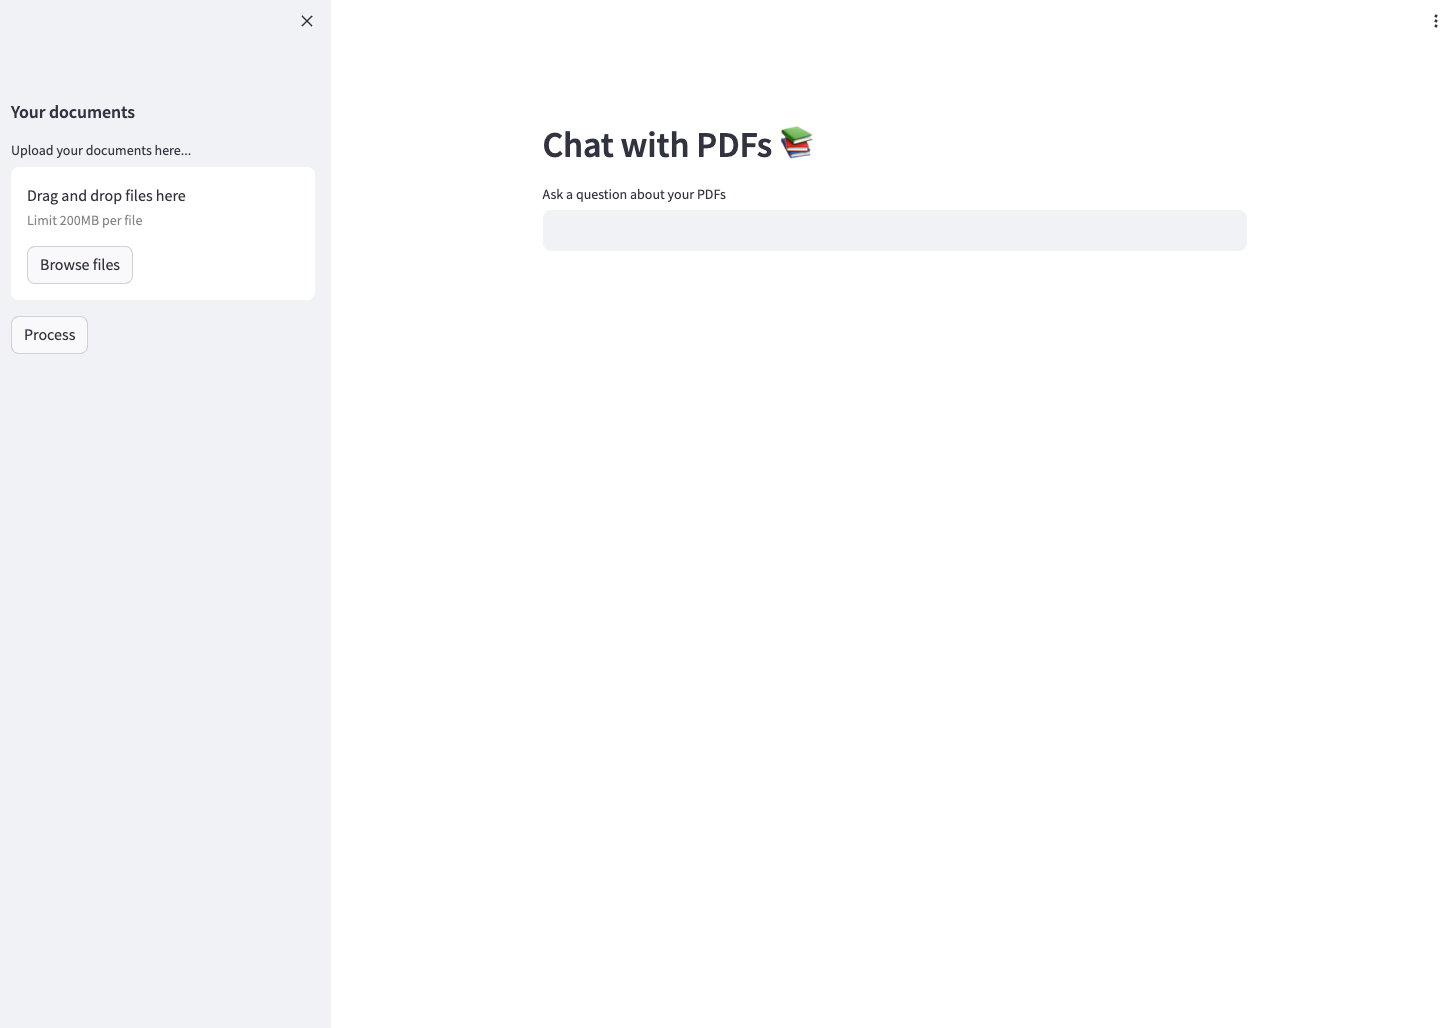 Your documents
Upload your documents here...
Drag and drop files here
Limit 200MB per file
Browse files
Process
Chat with PDFs 📚
Ask a question about your PDFs